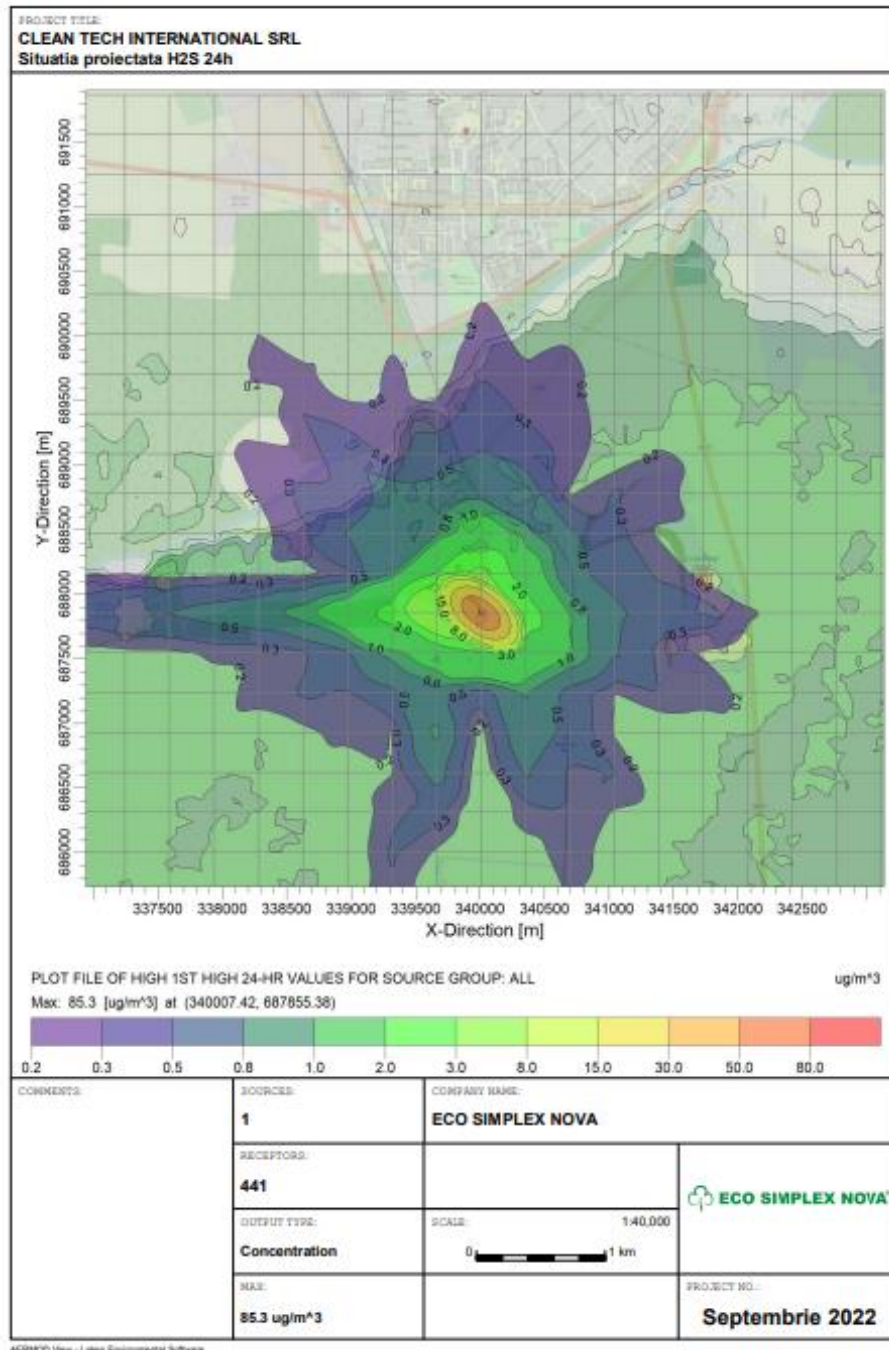 PROJECT TITLE:
CLEAN TECH INTERNATIONAL SRL
Situatia proiectata H2S 24h
Y-Direction [m]
691500
691000
690500
690000
689500
689000
688500
688000
687500
687000
686500
686000
337500 338000 338500 339000 339500 340000 340500 341000 341500 342000 342500
X-Direction [m]
PLOT FILE OF HIGH 1ST HIGH 24-HR VALUES FOR SOURCE GROUP: ALL ug/m^3
Max: 85.3 [ug/m^3] at (340007.42, 687855.38)
0.2 0.3 0.5 0.8 1.0 2.0 3.0 8.0 15.0 30.0 50.0 80.0
COMMENTS:
SOURCES:
1
COMPANY NAME:
ECO SIMPLEX NOVA
RECEPTORS:
441
ECO SIMPLEX NOVA
OUTPUT TYPE:
Concentration
SCALE: 1:40,000
0 1 km
MAX:
85.3 ug/m^3
PROJECT NO.:
Septembrie 2022
AERMOD View - Lakes Environmental Software